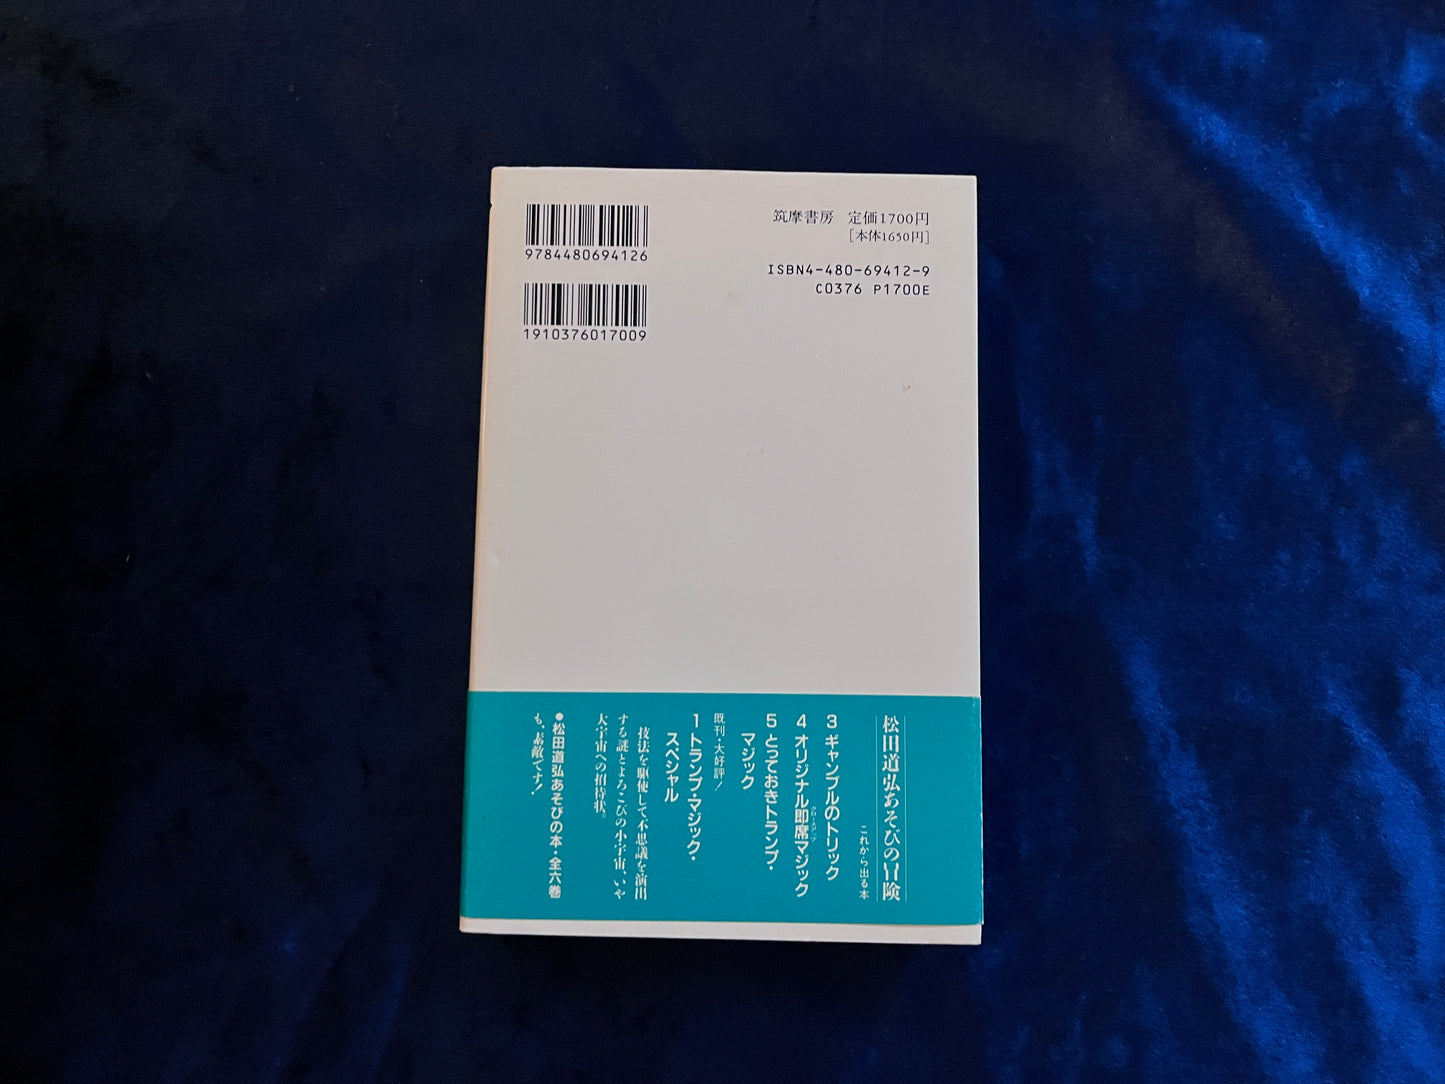 9784480694126
1910376017009
筑摩書房 定価1700円
[本体1650円]
ISBN4-480-69412-9
C0376 P1700E
松田道弘あそびの冒険
これから出る本
3 ギャンブルのトリック
4 オリジナル即席マジック
クロースアップ
5 とっておきトランプ・
マジック
既刊・大好評!
1 トランプ・マジック・
スペシャル
技法を駆使して不思議を演出
する謎とよろこびの小宇宙、いや
大宇宙への招待状。
●松田道弘あそびの本・全六巻
も、素敵です!